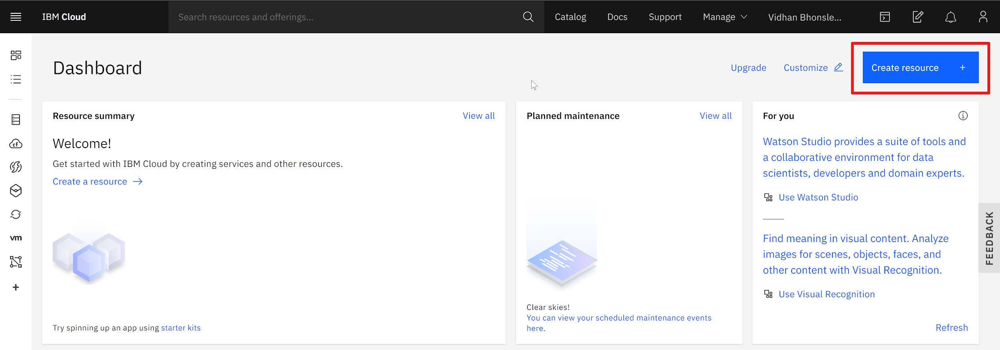 IBM Cloud
Search resources and offerings...
Catalog
Docs
Support
Manage
Vidhan Bhonsle...
Dashboard
Upgrade
Customize
Create resource +
Resource summary
View all
Welcome!
Get started with IBM Cloud by creating services and other resources.
Create a resource →
Try spinning up an app using starter kits
Planned maintenance
View all
Clear skies!
You can view your scheduled maintenance events
here.
For you
Watson Studio provides a suite of tools and
a collaborative environment for data
scientists, developers and domain experts.
Use Watson Studio
Find meaning in visual content. Analyze
images for scenes, objects, faces, and
other content with Visual Recognition.
Use Visual Recognition
Refresh
FEEDBACK
cf
vm
+